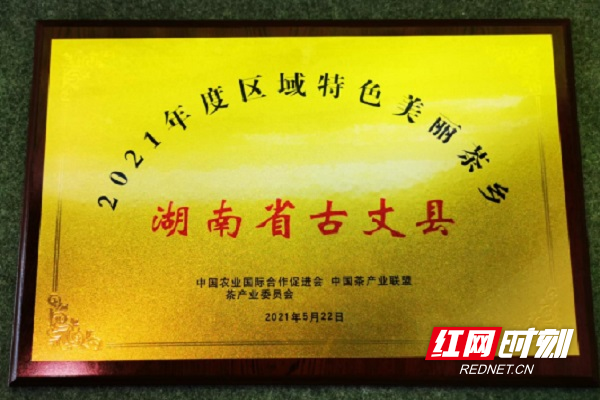 2021年度区域特色美丽茶乡
湖南省古丈县
中国农业国际合作促进会 中国茶产业联盟
茶产业委员会
2021年5月22日
红网时刻
REDNET.CN